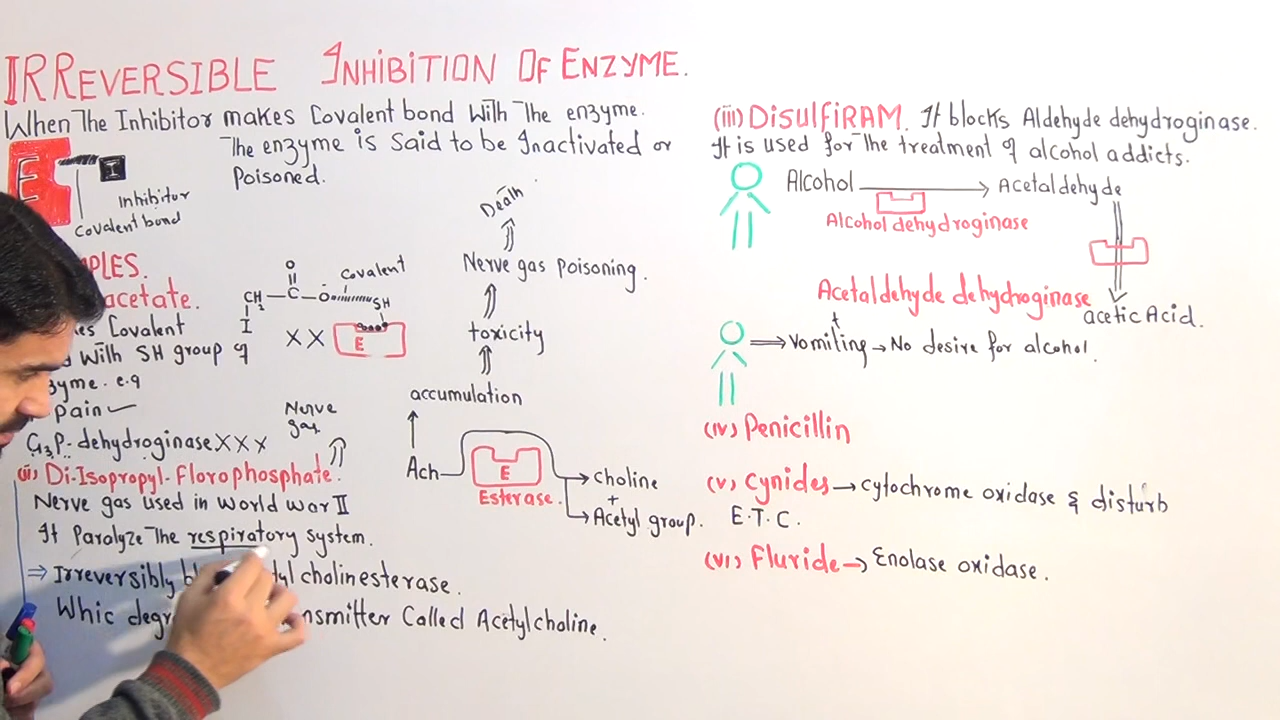 IRREVERSIBLE INHIBITION OF ENZYME.
When The Inhibitor makes Covalent bond With The enzyme.
The enzyme is Said to be Inactivated or
Poisoned.
E
I
Inhibitor
Covalent bond
PLES.
acetate.
Covalent
With SH group of
zyme. e.g
pain
G3P-dehydroginase XXX
O
CH2 — C — O
I
Covalent
SH
E
XX
Nerve
gas
(ii) Di-Isopropyl-Florophosphate.
Nerve gas used in World war II
It Paralyze The respiratory System.
⇒ Irreversibly cholinesterase.
Whic Called Acetylcholine.
Death
Nerve gas poisoning.
toxicity
accumulation
Ach
E
Esterase.
Choline
+
Acetyl group.
(iii) DISULFIRAM. It blocks Aldehyde dehydroginase.
It is used for The treatment of alcohol addicts.
Alcohol → Acetaldehyde
Alcohol dehydroginase
Acetaldehyde dehydroginase
acetic Acid.
⇒ Vomiting → No desire for alcohol.
(iv) Penicillin
(v) Cynides → cytochrome oxidase & disturb
E.T.C.
(vi) Fluride → Enolase oxidase.